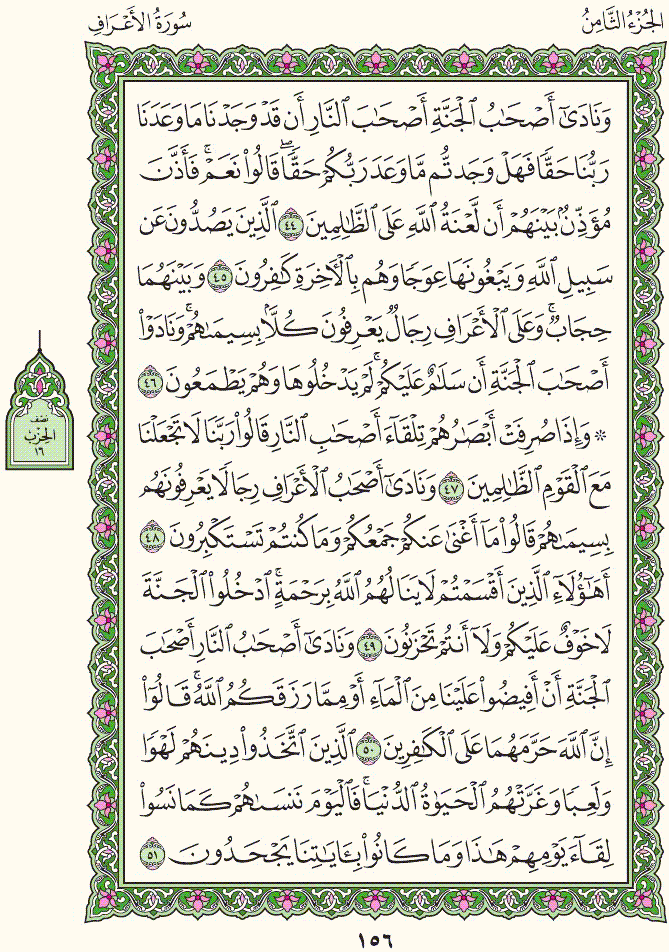 الجُزْءُ الثَّامِنُ
سُورَةُ الأَعْرَافِ
وَنَادَىٰٓ أَصْحَٰبُ ٱلْجَنَّةِ أَصْحَٰبَ ٱلنَّارِ أَن قَدْ وَجَدْنَا مَا وَعَدَنَا
رَبُّنَا حَقًّا فَهَلْ وَجَدتُّم مَّا وَعَدَ رَبُّكُمْ حَقًّا ۖ قَالُوا۟ نَعَمْ ۚ فَأَذَّنَ
مُؤَذِّنٌۢ بَيْنَهُمْ أَن لَّعْنَةُ ٱللَّهِ عَلَى ٱلظَّٰلِمِينَ ٤٤ ٱلَّذِينَ يَصُدُّونَ عَن
سَبِيلِ ٱللَّهِ وَيَبْغُونَهَا عِوَجًا وَهُم بِٱلْءَاخِرَةِ كَٰفِرُونَ ٤٥ وَبَيْنَهُمَا
حِجَابٌ ۚ وَعَلَى ٱلْأَعْرَافِ رِجَالٌ يَعْرِفُونَ كُلًّۢا بِسِيمَىٰهُمْ ۚ وَنَادَوْا۟
أَصْحَٰبَ ٱلْجَنَّةِ أَن سَلَٰمٌ عَلَيْكُمْ ۚ لَمْ يَدْخُلُوهَا وَهُمْ يَطْمَعُونَ ٤٦
۞ وَإِذَا صُرِفَتْ أَبْصَٰرُهُمْ تِلْقَآءَ أَصْحَٰبِ ٱلنَّارِ قَالُوا۟ رَبَّنَا لَا تَجْعَلْنَا
مَعَ ٱلْقَوْمِ ٱلظَّٰلِمِينَ ٤٧ وَنَادَىٰٓ أَصْحَٰبُ ٱلْأَعْرَافِ رِجَالًا يَعْرِفُونَهُم
بِسِيمَىٰهُمْ قَالُوا۟ مَآ أَغْنَىٰ عَنكُمْ جَمْعُكُمْ وَمَا كُنتُمْ تَسْتَكْبِرُونَ ٤٨
أَهَٰٓؤُلَآءِ ٱلَّذِينَ أَقْسَمْتُمْ لَا يَنَالُهُمُ ٱللَّهُ بِرَحْمَةٍ ۚ ٱدْخُلُوا۟ ٱلْجَنَّةَ
لَا خَوْفٌ عَلَيْكُمْ وَلَآ أَنتُمْ تَحْزَنُونَ ٤٩ وَنَادَىٰٓ أَصْحَٰبُ ٱلنَّارِ أَصْحَٰبَ
ٱلْجَنَّةِ أَنْ أَفِيضُوا۟ عَلَيْنَا مِنَ ٱلْمَآءِ أَوْ مِمَّا رَزَقَكُمُ ٱللَّهُ ۚ قَالُوٓا۟
إِنَّ ٱللَّهَ حَرَّمَهُمَا عَلَى ٱلْكَٰفِرِينَ ٥٠ ٱلَّذِينَ ٱتَّخَذُوا۟ دِينَهُمْ لَهْوًا
وَلَعِبًا وَغَرَّتْهُمُ ٱلْحَيَوٰةُ ٱلدُّنْيَا ۚ فَٱلْيَوْمَ نَنسَىٰهُمْ كَمَا نَسُوا۟
لِقَآءَ يَوْمِهِمْ هَٰذَا وَمَا كَانُوا۟ بِـَٔايَٰتِنَا يَجْحَدُونَ ٥١
نصف
الحزب
١٦
١٥٦